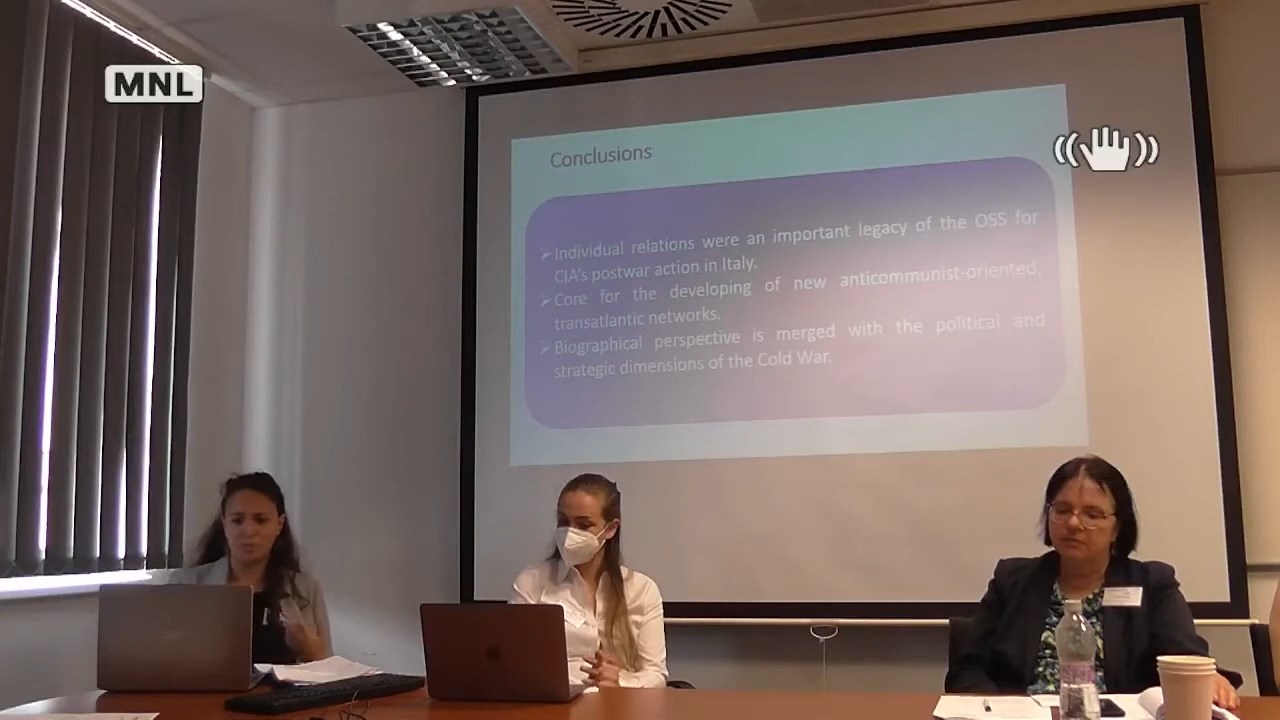 MNL
Conclusions
Individual relations were an important legacy of the OSS for
CIA's postwar action in Italy.
Core for the developing of new anticommunist-oriented,
transatlantic networks.
Biographical perspective is merged with the political and
strategic dimensions of the Cold War.